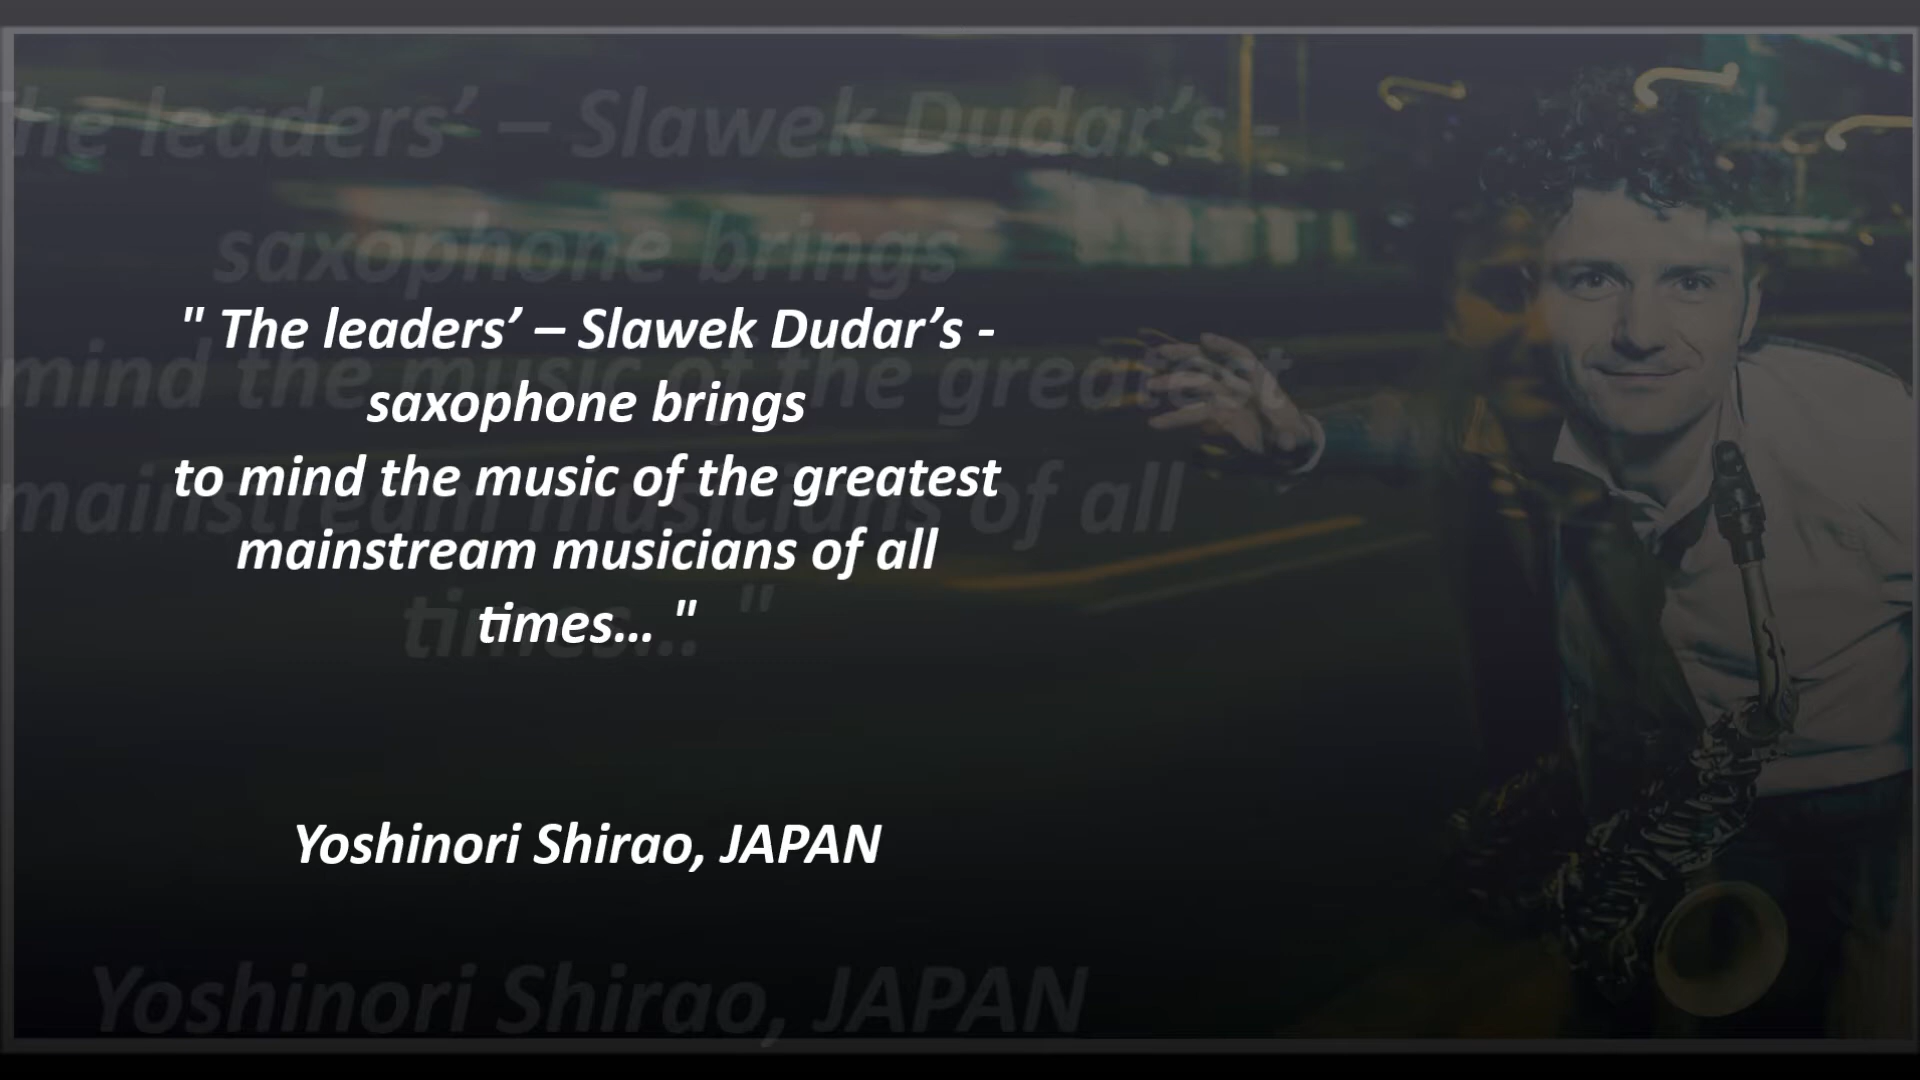 " The leaders’ – Slawek Dudar’s -
saxophone brings
to mind the music of the greatest
mainstream musicians of all
times... "
Yoshinori Shirao, JAPAN